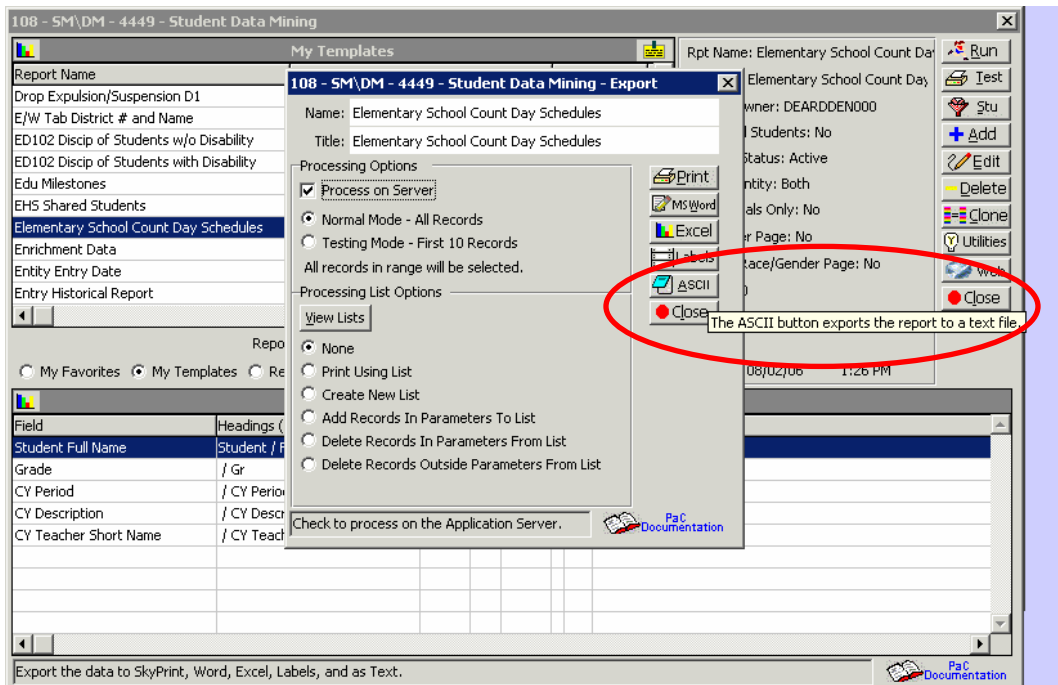 108 - SM\DM - 4449 - Student Data Mining
My Templates
Report Name
Drop Expulsion/Suspension D1
E/W Tab District # and Name
ED102 Discip of Students w/o Disability
ED102 Discip of Students with Disability
Edu Milestones
EHS Shared Students
Elementary School Count Day Schedules
Enrichment Data
Entity Entry Date
Entry Historical Report
Repo
My Favorites My Templates Re
Rpt Name: Elementary School Count Da
Elementary School Count Day
wner: DEARDDEN000
l Students: No
Status: Active
ntity: Both
als Only: No
er Page: No
Race/Gender Page: No
08/02/06 1:26 PM
Run
Test
Stu
Add
Edit
Delete
Clone
Utilities
Web
Close
108 - SM\DM - 4449 - Student Data Mining - Export
Name: Elementary School Count Day Schedules
Title: Elementary School Count Day Schedules
Processing Options
Process on Server
Normal Mode - All Records
Testing Mode - First 10 Records
All records in range will be selected.
Processing List Options
View Lists
None
Print Using List
Create New List
Add Records In Parameters To List
Delete Records In Parameters From List
Delete Records Outside Parameters From List
Print
MS Word
Excel
Labels
ASCII
Close
The ASCII button exports the report to a text file.
Check to process on the Application Server.
PaC
Documentation
Field Headings (
Student Full Name Student / F
Grade / Gr
CY Period / CY Perio
CY Description / CY Descr
CY Teacher Short Name / CY Teach
Export the data to SkyPrint, Word, Excel, Labels, and as Text.
PaC
Documentation